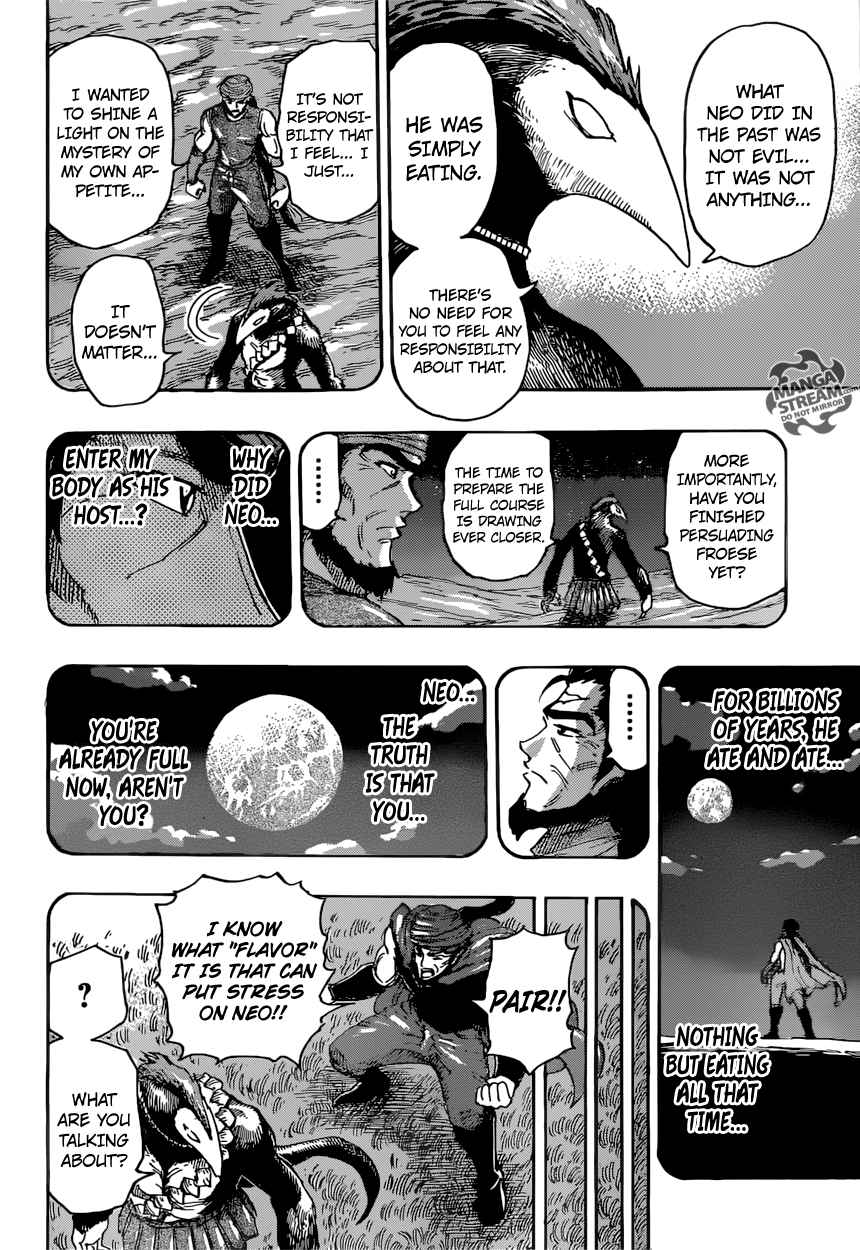 WHAT
NEO DID IN
THE PAST WAS
NOT EVIL...
IT WAS NOT
ANYTHING...
HE WAS
SIMPLY
EATING.
THERE'S
NO NEED FOR
YOU TO FEEL ANY
RESPONSIBILITY
ABOUT THAT.
IT'S NOT
RESPONSI-
BILITY THAT
I FEEL... I
JUST...
I WANTED
TO SHINE A
LIGHT ON THE
MYSTERY OF
MY OWN AP-
PETITE...
IT
DOESN'T
MATTER...
MANGA
STREAM.com
DO NOT MIRROR
MORE
IMPORTANTLY,
HAVE YOU
FINISHED
PERSUADING
FROESE
YET?
THE TIME TO
PREPARE THE
FULL COURSE
IS DRAWING
EVER CLOSER.
......
WHY
DID
NEO...
ENTER MY
BODY AS HIS
HOST...?
FOR BILLIONS
OF YEARS, HE
ATE AND ATE...
NOTHING
BUT EATING
ALL THAT
TIME...
......
NEO...
THE
TRUTH
IS THAT
YOU...
YOU'RE
ALREADY FULL
NOW, AREN'T
YOU?
PAIR!!
I KNOW
WHAT "FLAVOR"
IT IS THAT CAN
PUT STRESS
ON NEO!!
?
WHAT
ARE YOU
TALKING
ABOUT?